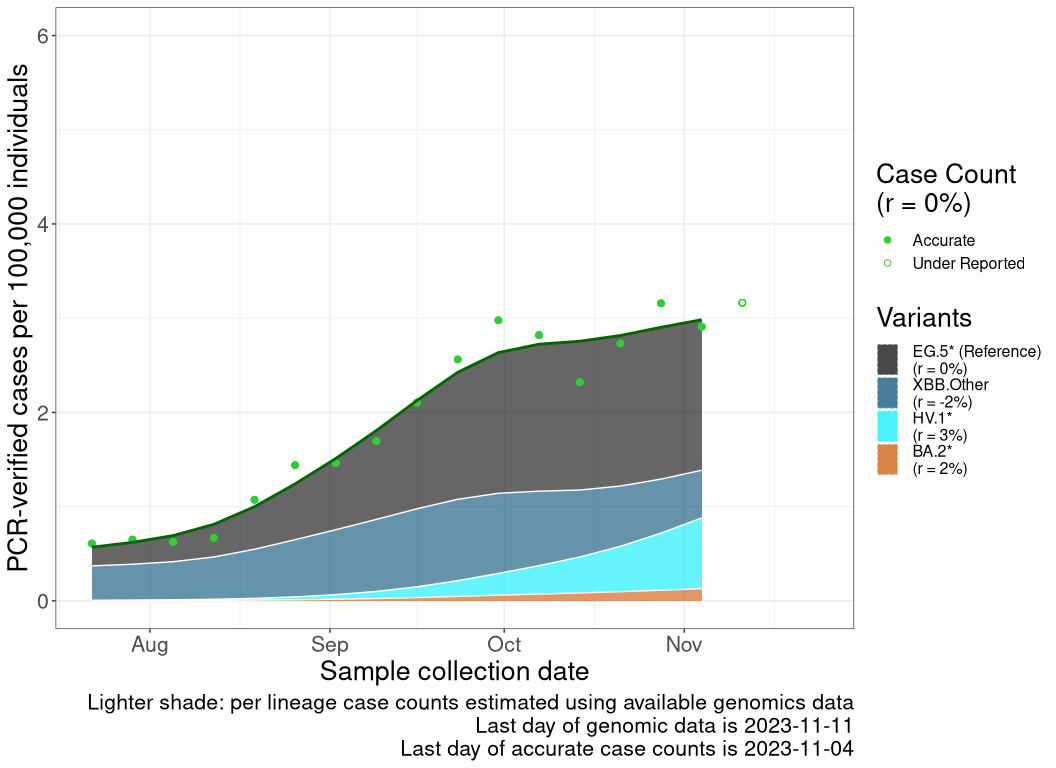 PCR-verified cases per 100,000 individuals
6
4
2
0
Aug
Sep
Oct
Nov
Sample collection date
Lighter shade: per lineage case counts estimated using available genomics data
Last day of genomic data is 2023-11-11
Last day of accurate case counts is 2023-11-04
Case Count
(r = 0%)
Accurate
Under Reported
Variants
EG.5* (Reference)
(r = 0%)
XBB.Other
(r = -2%)
HV.1*
(r = 3%)
BA.2*
(r = 2%)